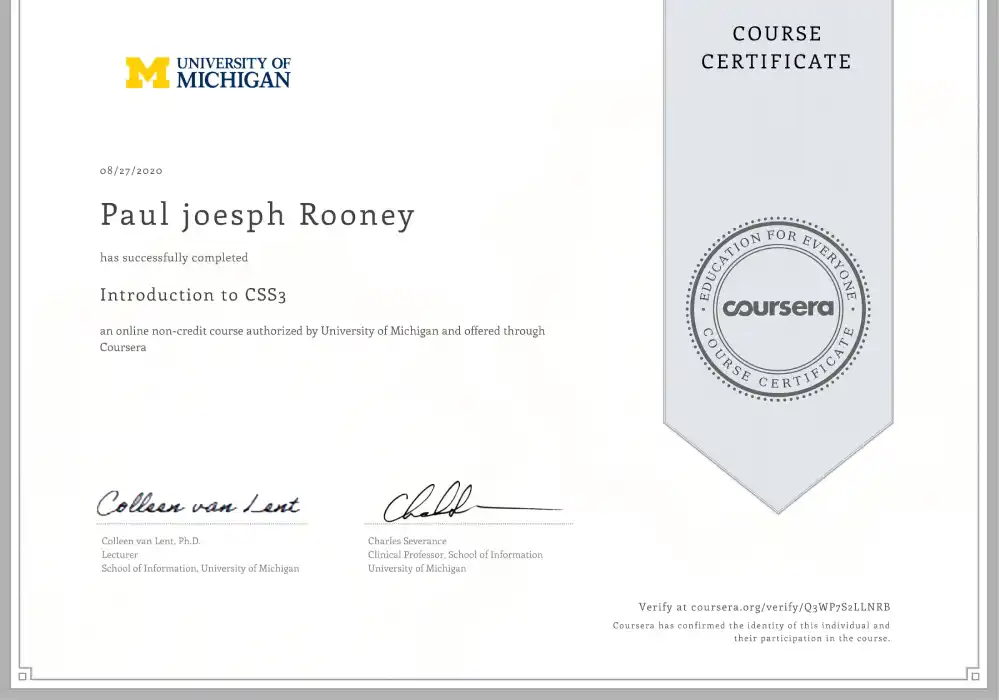 UNIVERSITY OF
MICHIGAN
COURSE
CERTIFICATE
08/27/2020
Paul joesph Rooney
has successfully completed
Introduction to CSS3
an online non-credit course authorized by University of Michigan and offered through
Coursera
EDUCATION FOR EVERYONE
coursera
COURSE CERTIFICATE
Colleen van Lent
Colleen van Lent, Ph.D.
Lecturer
School of Information, University of Michigan
Charles Severance
Clinical Professor, School of Information
University of Michigan
Verify at coursera.org/verify/Q3WP7S2LLNRB
Coursera has confirmed the identity of this individual and
their participation in the course.